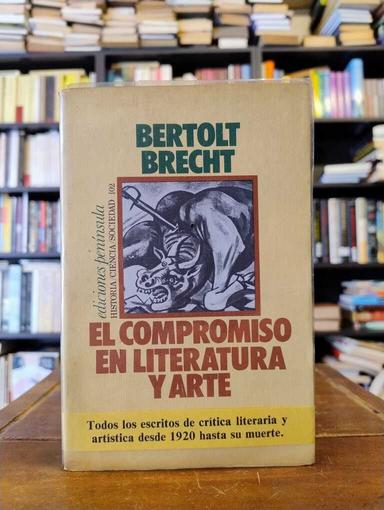 BERTOLT
BRECHT
ediciones península
HISTORIA/CIENCIA/SOCIEDAD 102
EL COMPROMISO
EN LITERATURA
Y ARTE
Todos los escritos de crítica literaria y
artística desde 1920 hasta su muerte.